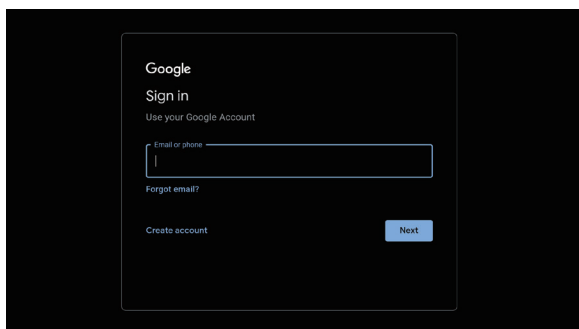 Google
Sign in
Use your Google Account
Email or phone
Forgot email?
Create account
Next